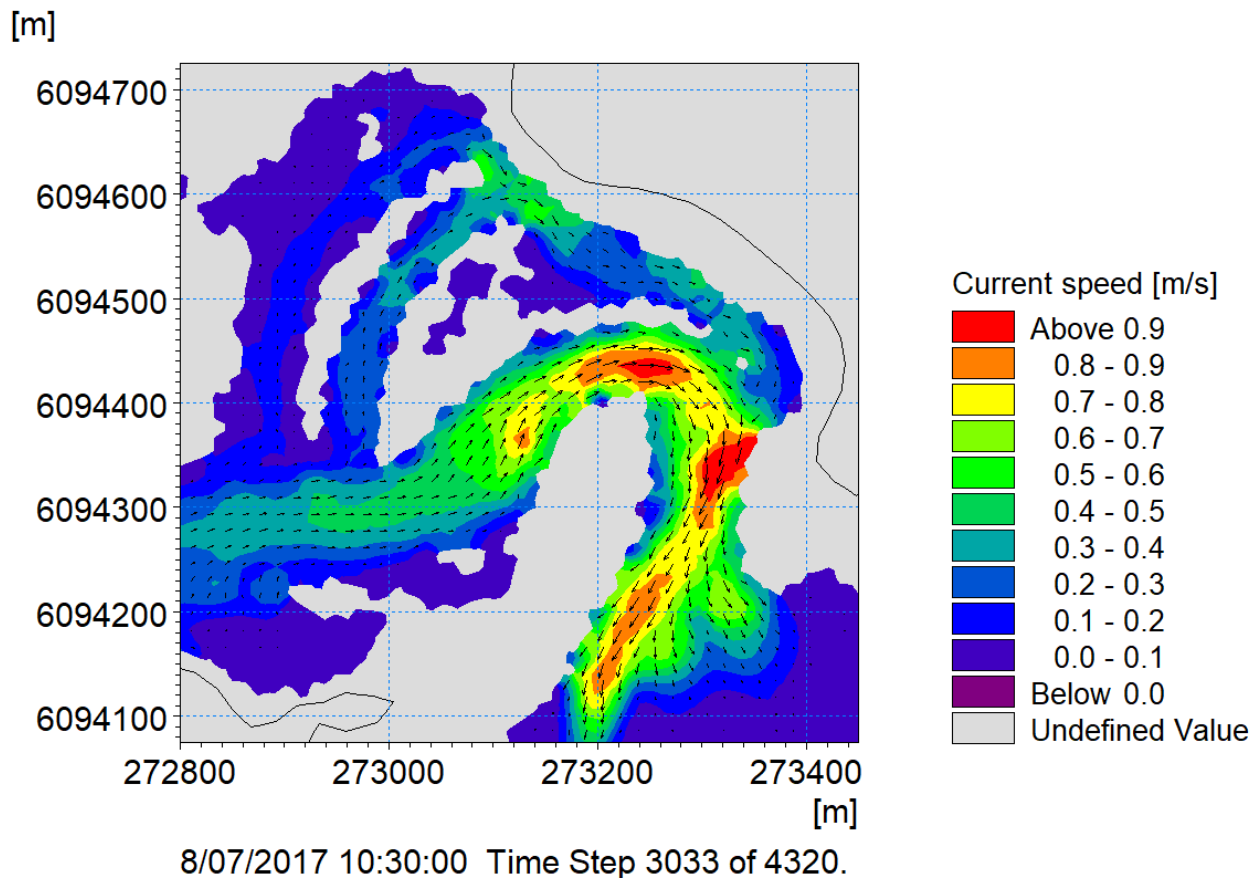 [m]
6094700
6094600
6094500
6094400
6094300
6094200
6094100
272800 273000 273200 273400
[m]
8/07/2017 10:30:00 Time Step 3033 of 4320.
Current speed [m/s]
Above 0.9
0.8 - 0.9
0.7 - 0.8
0.6 - 0.7
0.5 - 0.6
0.4 - 0.5
0.3 - 0.4
0.2 - 0.3
0.1 - 0.2
0.0 - 0.1
Below 0.0
Undefined Value